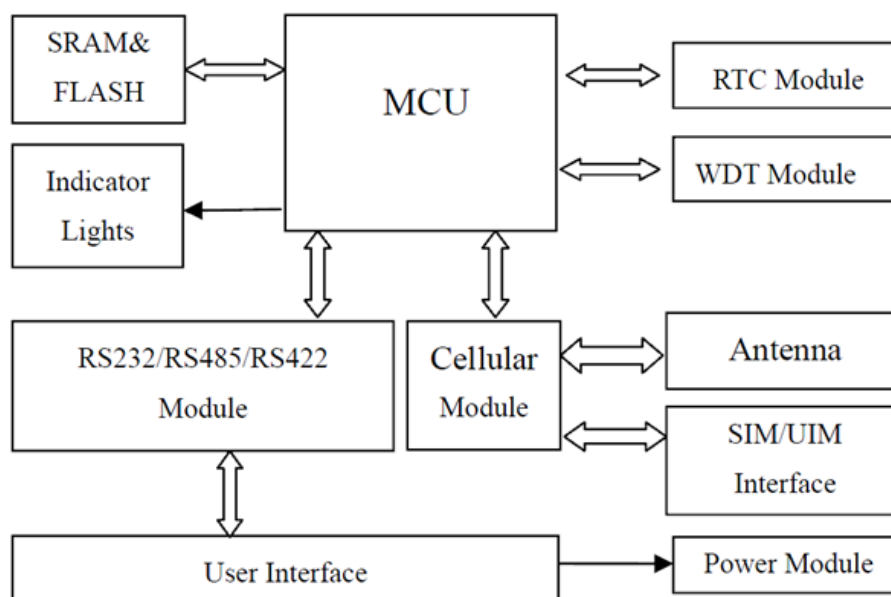 SRAM&
FLASH
MCU
RTC Module
WDT Module
Indicator
Lights
RS232/RS485/RS422
Module
Cellular
Module
Antenna
SIM/UIM
Interface
User Interface
Power Module